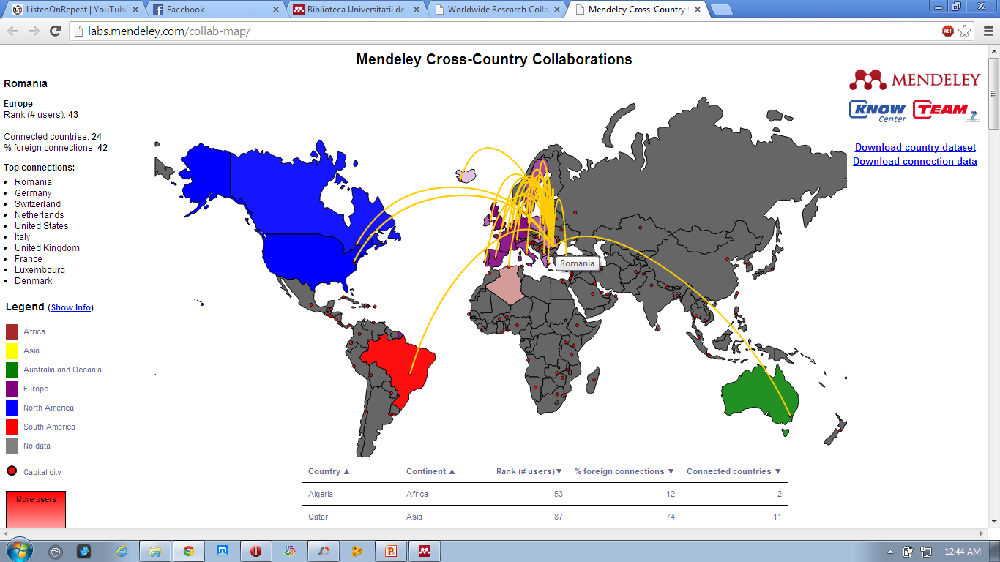 ListenOnRepeat | YouTube
Facebook
Biblioteca Universitatii de
Worldwide Research Colla
Mendeley Cross-Country
labs.mendeley.com/collab-map/
ABP
Mendeley Cross-Country Collaborations
MENDELEY
KNOW Center
TEAM
Download country dataset
Download connection data
Romania
Europe
Rank (# users): 43
Connected countries: 24
% foreign connections: 42
Top connections:
Romania
Germany
Switzerland
Netherlands
United States
Italy
United Kingdom
France
Luxembourg
Denmark
Romania
Legend (Show Info)
Africa
Asia
Australia and Oceania
Europe
North America
South America
No data
Capital city
More users
Country ▲ Continent ▲ Rank (# users)▼ % foreign connections ▼ Connected countries ▼
Algeria Africa 53 12 2
Qatar Asia 87 74 11
12:44 AM